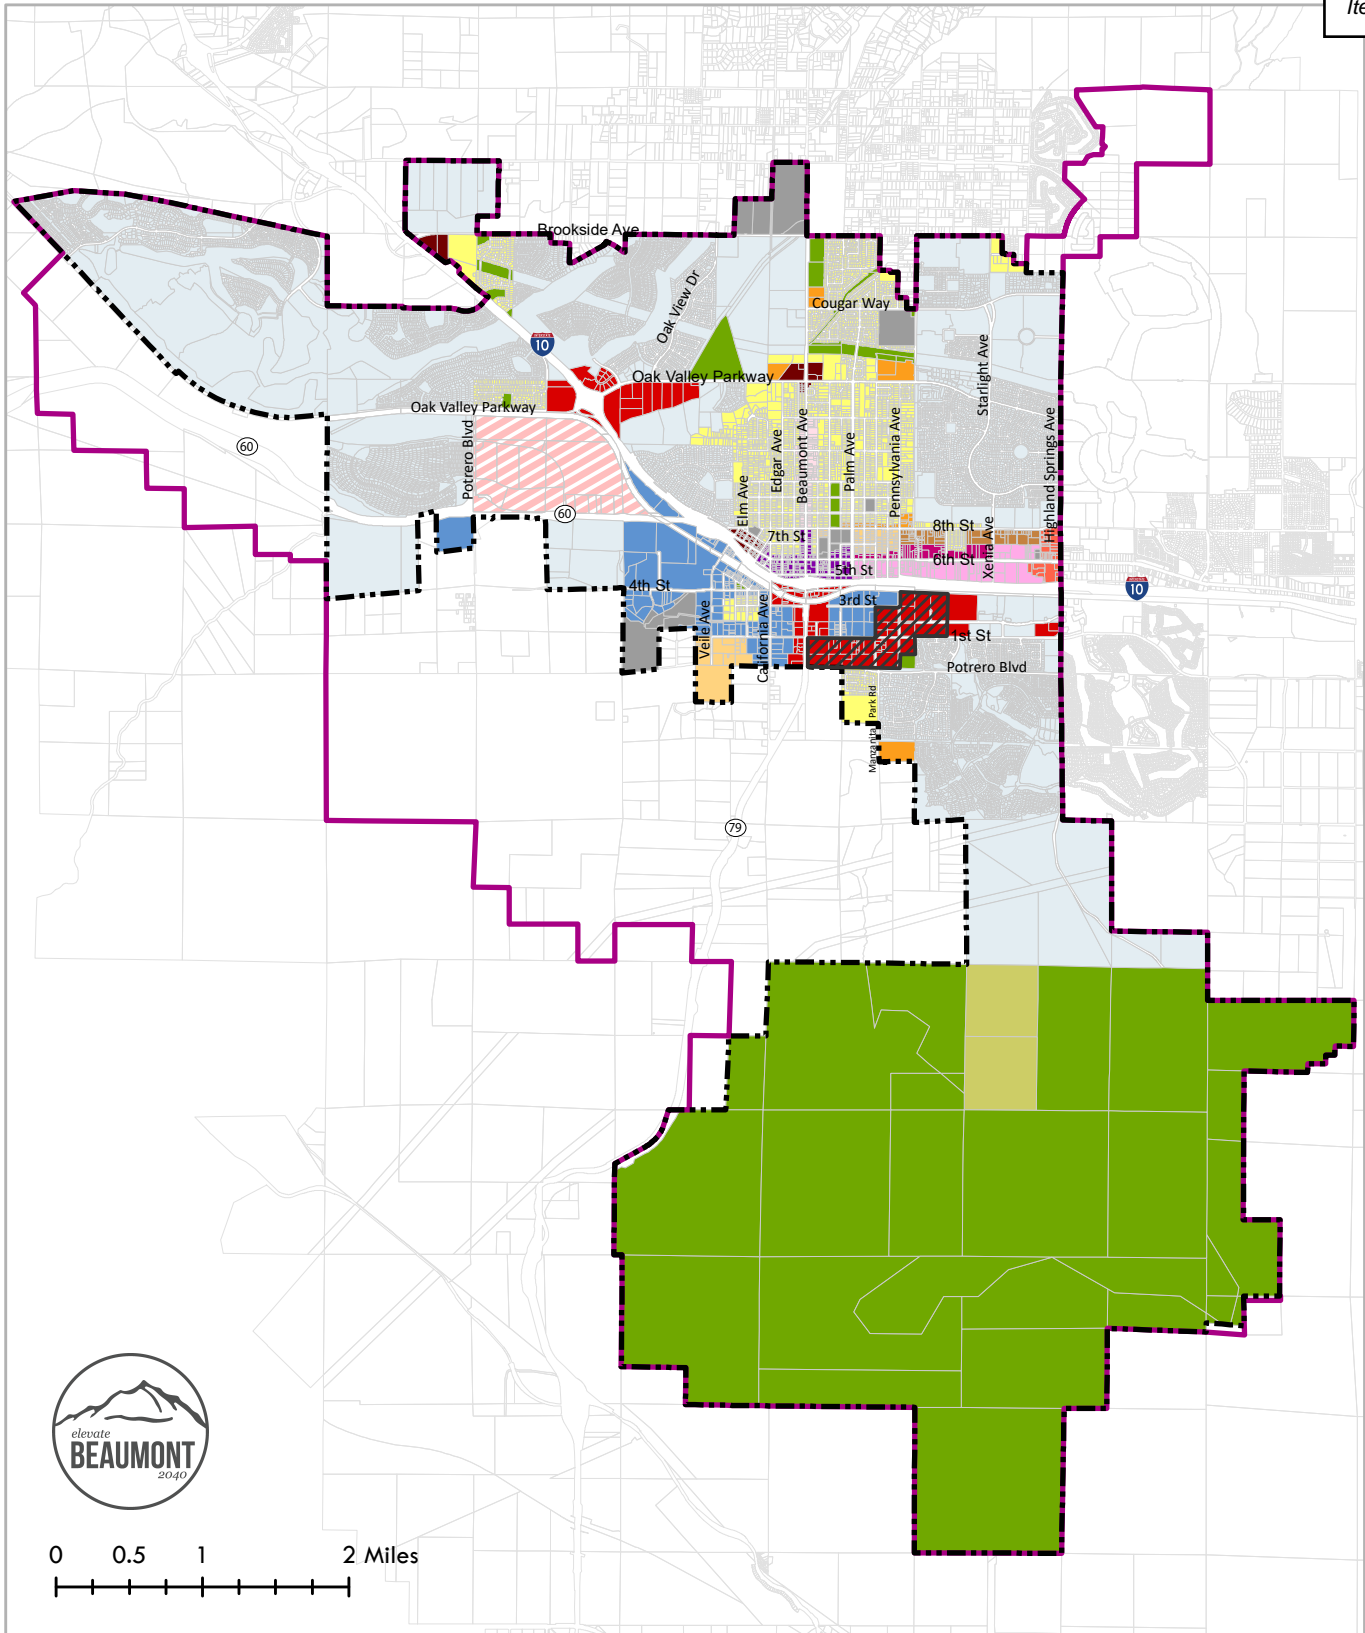 Ite
Brookside Ave
Cougar Way
Oak View Dr
10
Starlight Ave
Oak Valley Parkway
Oak Valley Parkway
60
Potrero Blvd
Edgar Ave
Beaumont Ave
Palm Ave
Pennsylvania Ave
Highland Springs Ave
Elm Ave
60
8th St
7th St
6th St
Xenia Ave
5th St
4th St
10
3rd St
Veile Ave
California Ave
1st St
Potrero Blvd
Manzanita Park Rd
79
elevate
BEAUMONT
2040
0 0.5 1 2 Miles